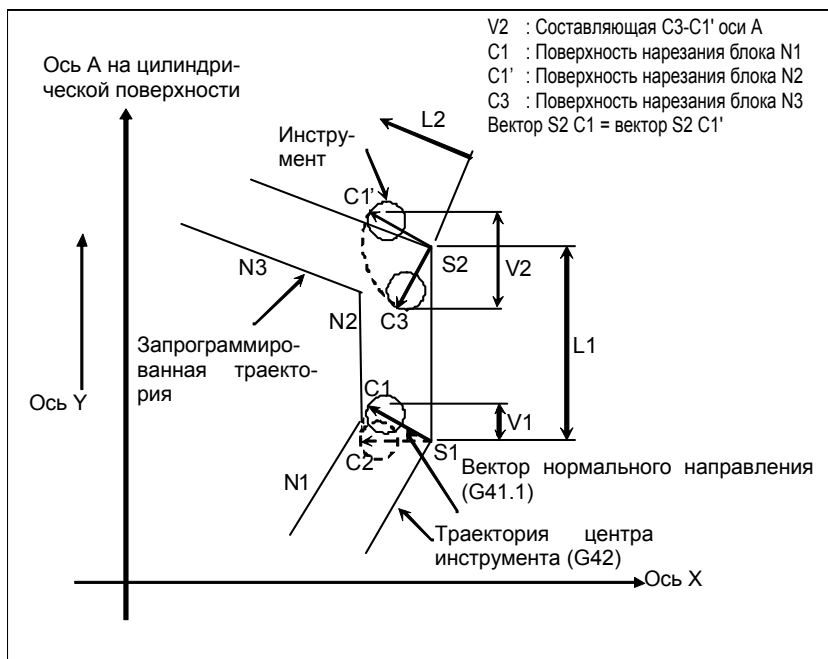 V2 : Составляющая C3-C1' оси A
C1 : Поверхность нарезания блока N1
C1' : Поверхность нарезания блока N2
C3 : Поверхность нарезания блока N3
Вектор S2 C1 = вектор S2 C1'
Ось A на цилиндри-
ческой поверхности
Инстру-
мент
L2
C1'
S2
V2
N3
C3
N2
L1
Запрограммиро-
ванная траекто-
рия
Ось Y
C1
V1
C2
S1
N1
Вектор нормального направления
(G41.1)
Траектория центра
инструмента (G42)
Ось X